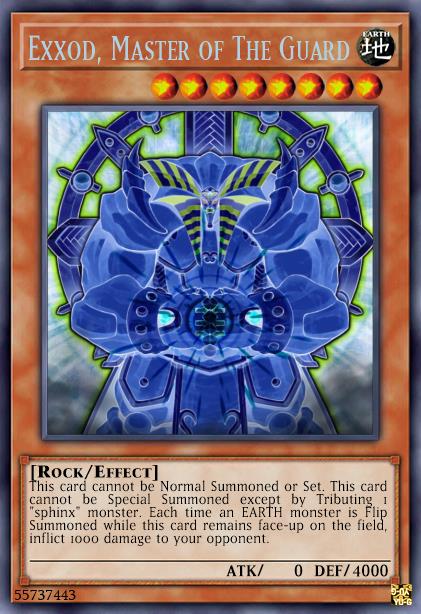 Exxod, Master of The Guard
EARTH
地
[Rock/Effect]
This card cannot be Normal Summoned or Set. This card
cannot be Special Summoned except by Tributing 1
"sphinx" monster. Each time an EARTH monster is Flip
Summoned while this card remains face-up on the field,
inflict 1000 damage to your opponent.
ATK/ 0 DEF/4000
55737443